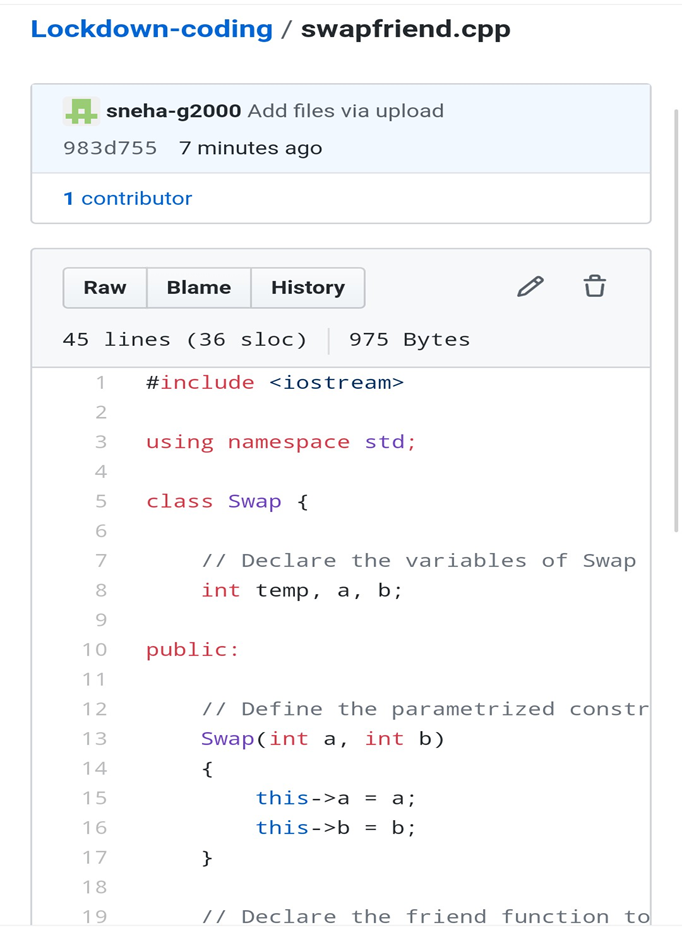 Lockdown-coding / swapfriend.cpp
sneha-g2000 Add files via upload
983d755 7 minutes ago
1 contributor
Raw Blame History
45 lines (36 sloc) 975 Bytes
1 #include <iostream>
2
3 using namespace std;
4
5 class Swap {
6
7 // Declare the variables of Swap
8 int temp, a, b;
9
10 public:
11
12 // Define the parametrized constr
13 Swap(int a, int b)
14 {
15 this->a = a;
16 this->b = b;
17 }
18
19 // Declare the friend function to